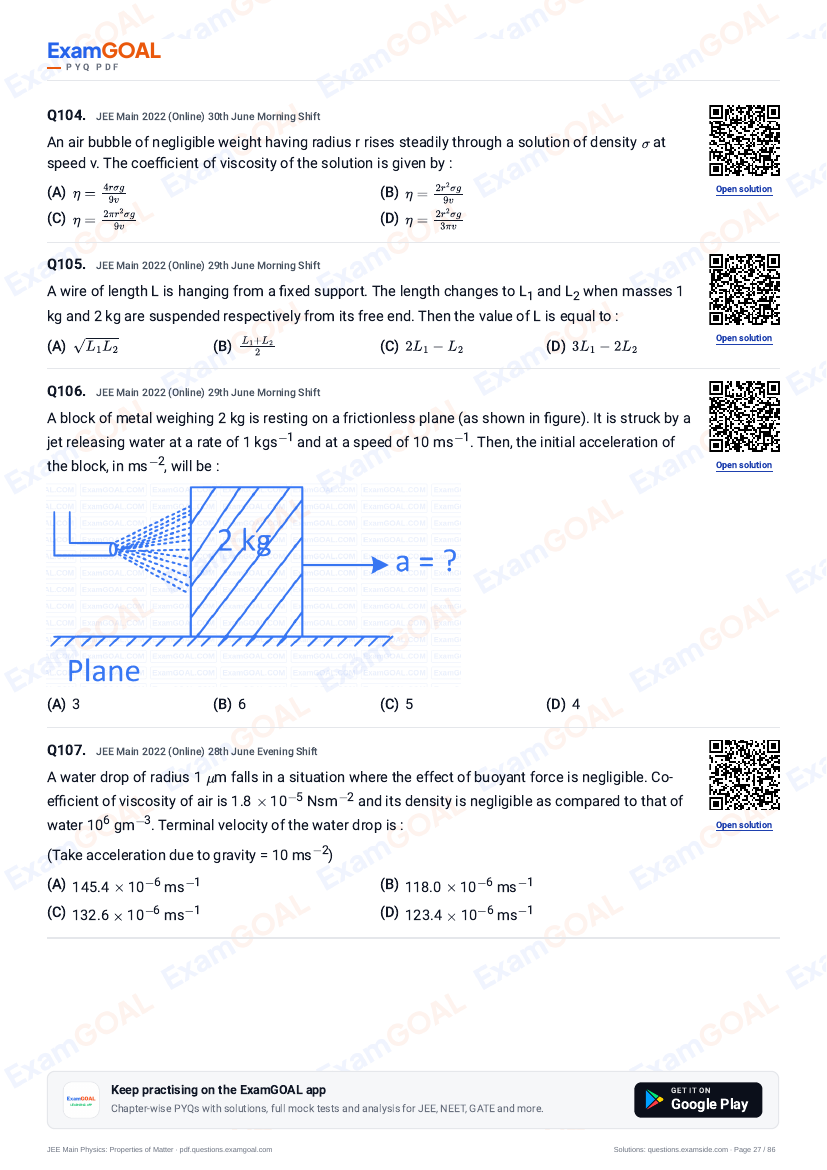 ExamGOAL
PYQ PDF
Q104. JEE Main 2022 (Online) 30th June Morning Shift
An air bubble of negligible weight having radius r rises steadily through a solution of density σ at
speed v. The coefficient of viscosity of the solution is given by :
(A) η = 4rσg/9v (B) η = 2r²σg/9v
(C) η = 2πr²σg/9v (D) η = 2r²σg/3πv
Open solution
Q105. JEE Main 2022 (Online) 29th June Morning Shift
A wire of length L is hanging from a fixed support. The length changes to L₁ and L₂ when masses 1
kg and 2 kg are suspended respectively from its free end. Then the value of L is equal to :
(A) √(L₁L₂) (B) (L₁+L₂)/2 (C) 2L₁ − L₂ (D) 3L₁ − 2L₂
Open solution
Q106. JEE Main 2022 (Online) 29th June Morning Shift
A block of metal weighing 2 kg is resting on a frictionless plane (as shown in figure). It is struck by a
jet releasing water at a rate of 1 kgs⁻¹ and at a speed of 10 ms⁻¹. Then, the initial acceleration of
the block, in ms⁻², will be :
Open solution
2 kg
a = ?
Plane
(A) 3 (B) 6 (C) 5 (D) 4
Q107. JEE Main 2022 (Online) 28th June Evening Shift
A water drop of radius 1 μm falls in a situation where the effect of buoyant force is negligible. Co-
efficient of viscosity of air is 1.8 × 10⁻⁵ Nsm⁻² and its density is negligible as compared to that of
water 10⁶ gm⁻³. Terminal velocity of the water drop is :
(Take acceleration due to gravity = 10 ms⁻²)
Open solution
(A) 145.4 × 10⁻⁶ ms⁻¹ (B) 118.0 × 10⁻⁶ ms⁻¹
(C) 132.6 × 10⁻⁶ ms⁻¹ (D) 123.4 × 10⁻⁶ ms⁻¹
ExamGOAL
Keep practising on the ExamGOAL app
Chapter-wise PYQs with solutions, full mock tests and analysis for JEE, NEET, GATE and more.
GET IT ON
Google Play
JEE Main Physics: Properties of Matter · pdf.questions.examgoal.com
Solutions: questions.examside.com · Page 27 / 86